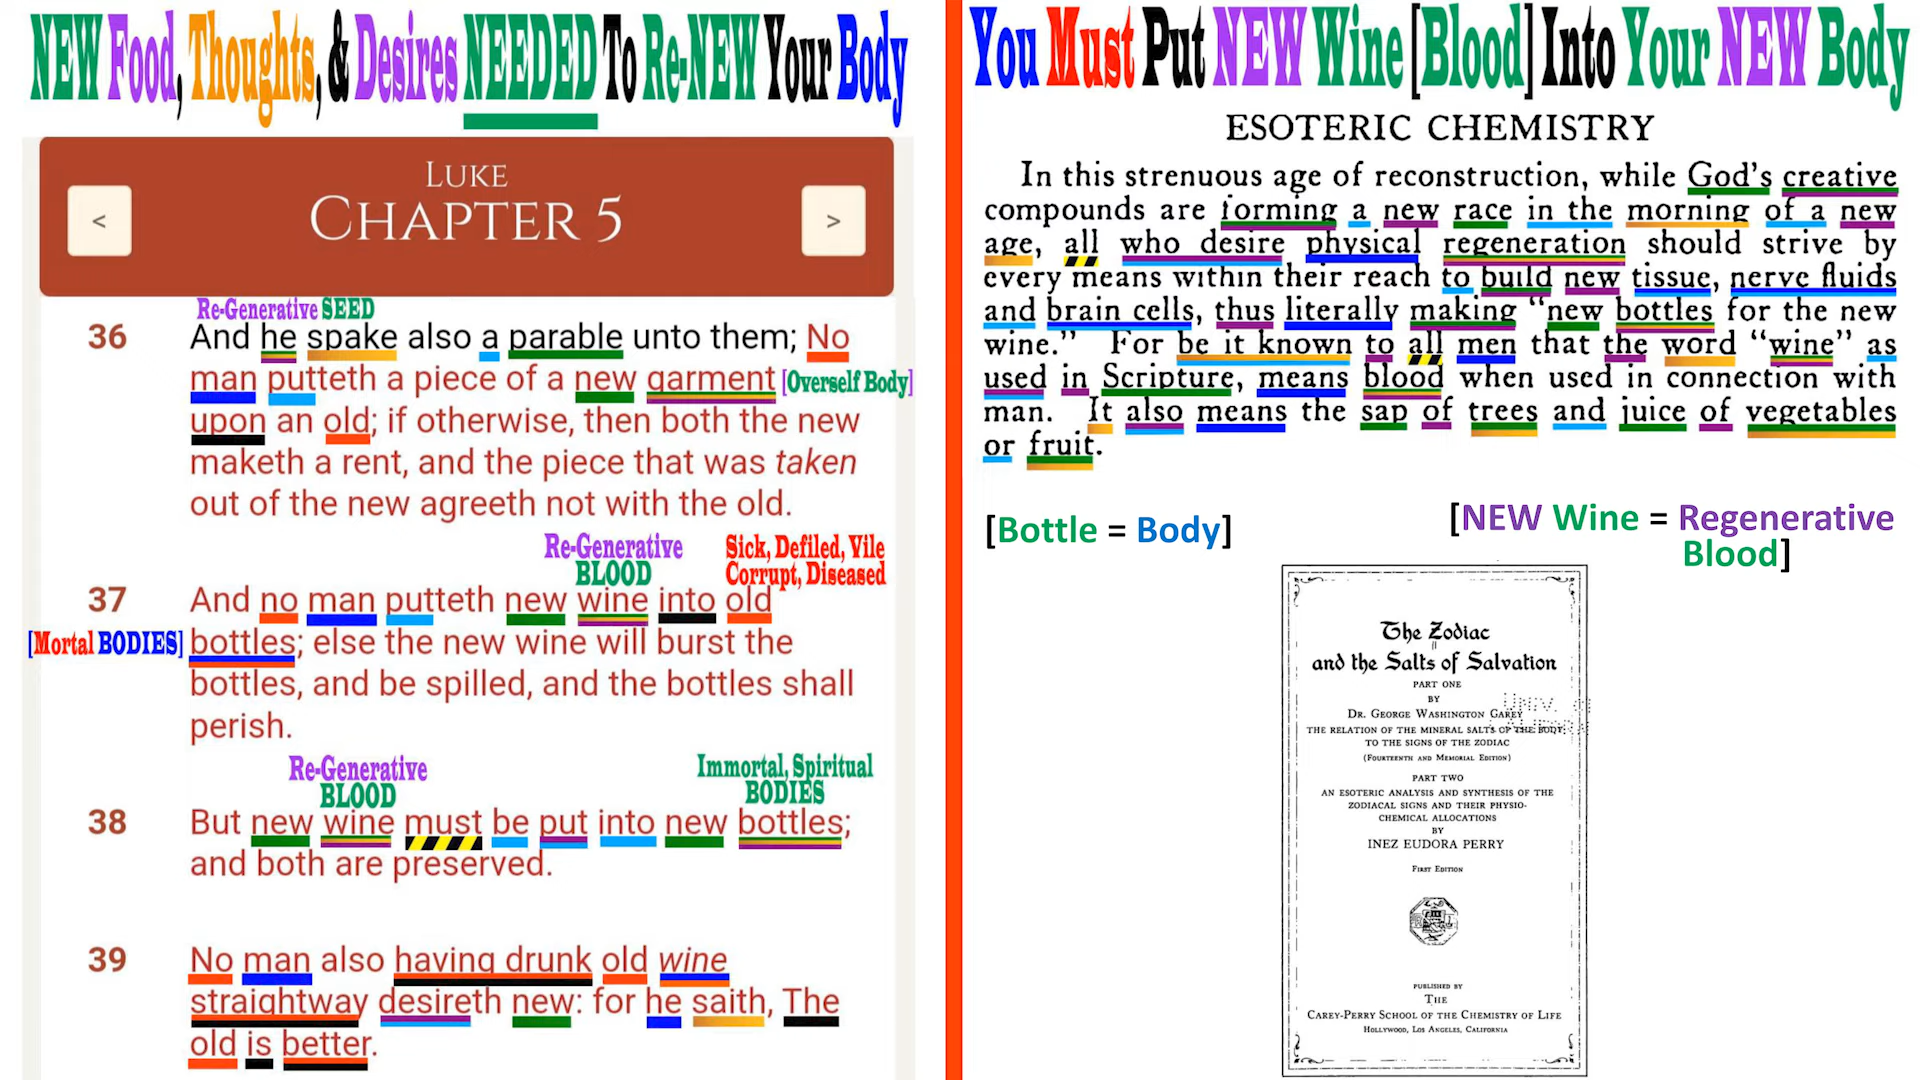 NEW Food, Thoughts, & Desires NEEDED To Re-NEW Your Body
LUKE
CHAPTER 5
<
>
Re-Generative SEED
36 And he spake also a parable unto them; No
man putteth a piece of a new garment [Overself Body]
upon an old; if otherwise, then both the new
maketh a rent, and the piece that was taken
out of the new agreeth not with the old.
Re-Generative
BLOOD
Sick, Defiled, Vile
Corrupt, Diseased
37 And no man putteth new wine into old
[Mortal BODIES] bottles; else the new wine will burst the
bottles, and be spilled, and the bottles shall
perish.
Re-Generative
BLOOD
Immortal, Spiritual
BODIES
38 But new wine must be put into new bottles;
and both are preserved.
39 No man also having drunk old wine
straightway desireth new: for he saith, The
old is better.
You Must Put NEW Wine [Blood] Into Your NEW Body
ESOTERIC CHEMISTRY
In this strenuous age of reconstruction, while God's creative
compounds are forming a new race in the morning of a new
age, all who desire physical regeneration should strive by
every means within their reach to build new tissue, nerve fluids
and brain cells, thus literally making "new bottles for the new
wine." For be it known to all men that the word "wine" as
used in Scripture, means blood when used in connection with
man. It also means the sap of trees and juice of vegetables
or fruit.
[Bottle = Body]
[NEW Wine = Regenerative
Blood]
The Zodiac
and the Salts of Salvation
PART ONE
BY
DR. GEORGE WASHINGTON CAREY
THE RELATION OF THE MINERAL SALTS OF THE BODY
TO THE SIGNS OF THE ZODIAC
(FOURTEENTH AND MEMORIAL EDITION)
PART TWO
AN ESOTERIC ANALYSIS AND SYNTHESIS OF THE
ZODIACAL SIGNS AND THEIR PHYSIO-
CHEMICAL ALLOCATIONS
BY
INEZ EUDORA PERRY
FIRST EDITION
PUBLISHED BY
THE
CAREY-PERRY SCHOOL OF THE CHEMISTRY OF LIFE
HOLLYWOOD, LOS ANGELES, CALIFORNIA